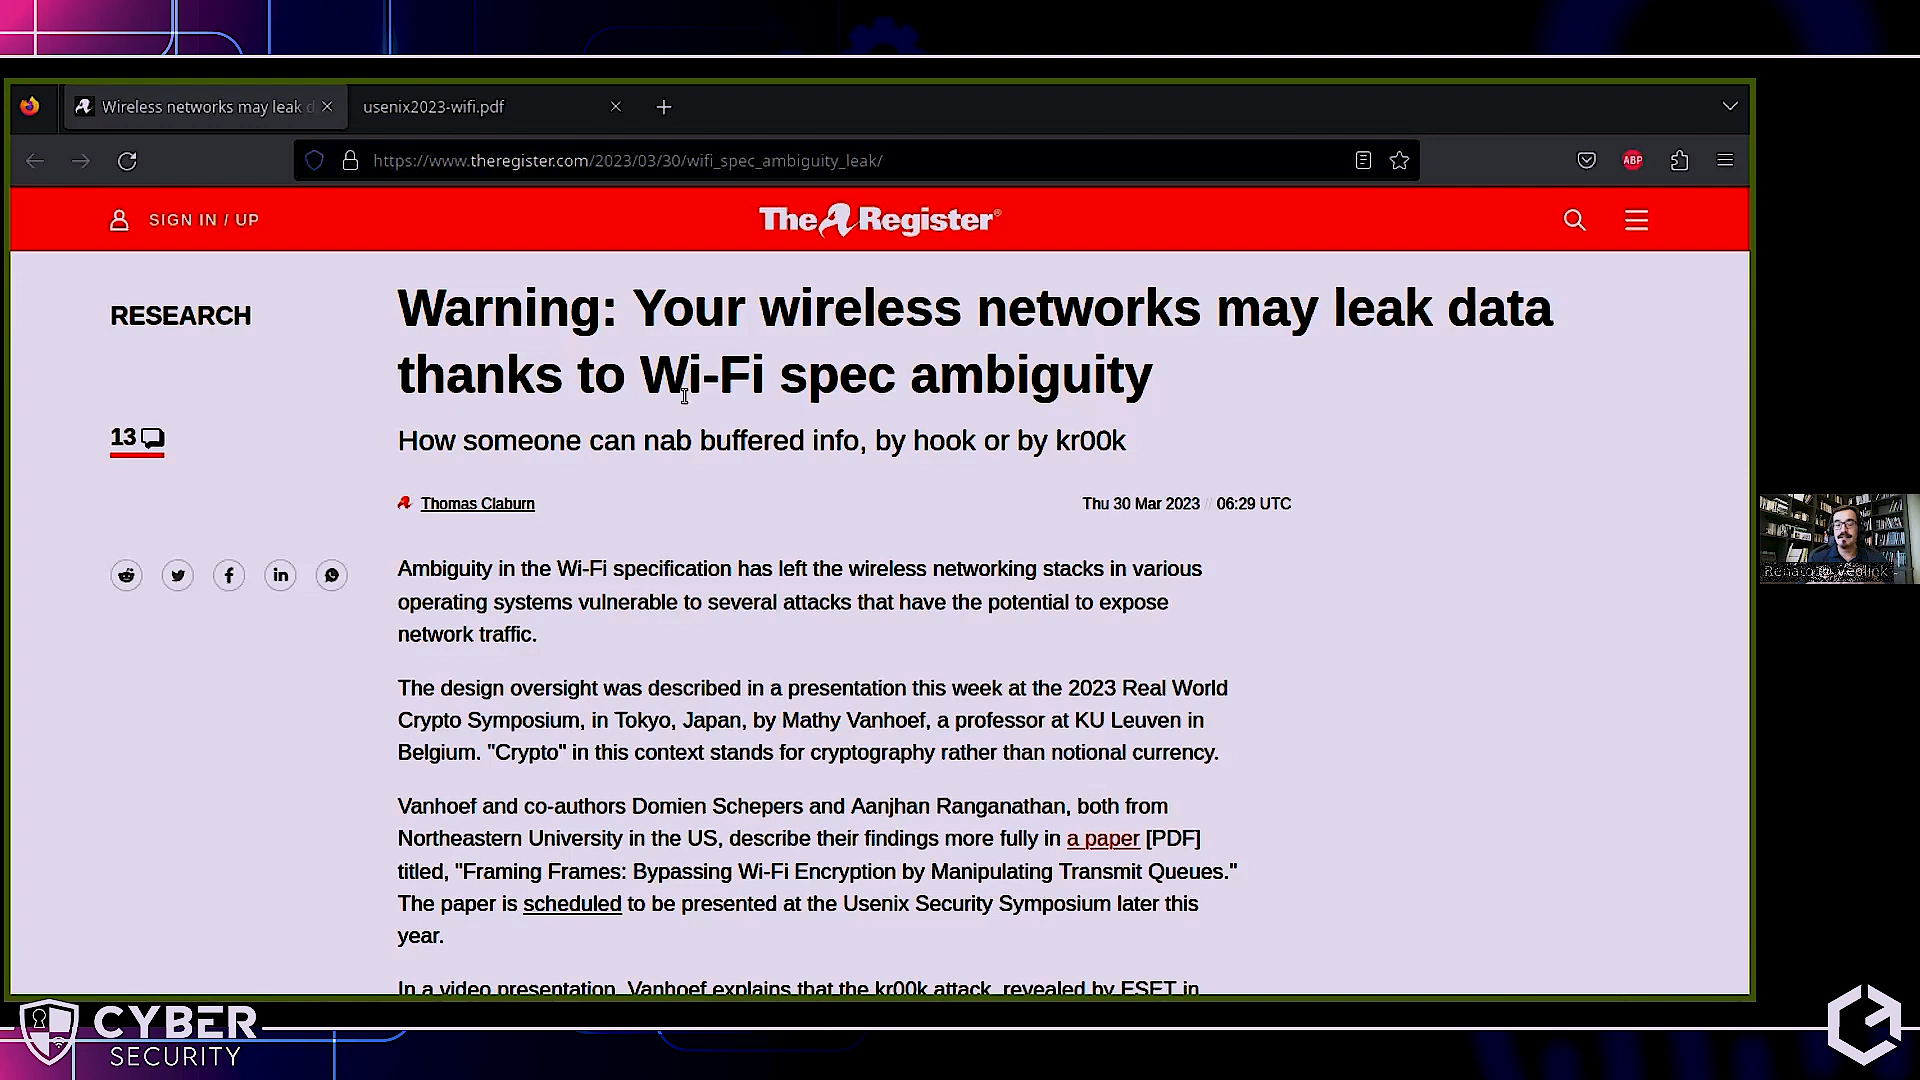 Wireless networks may leak d
usenix2023-wifi.pdf
https://www.theregister.com/2023/03/30/wifi_spec_ambiguity_leak/
ABP
SIGN IN / UP
The Register®
RESEARCH
Warning: Your wireless networks may leak data
thanks to Wi-Fi spec ambiguity
13
How someone can nab buffered info, by hook or by kr00k
Thomas Claburn
Thu 30 Mar 2023 // 06:29 UTC
Ambiguity in the Wi-Fi specification has left the wireless networking stacks in various
operating systems vulnerable to several attacks that have the potential to expose
network traffic.
The design oversight was described in a presentation this week at the 2023 Real World
Crypto Symposium, in Tokyo, Japan, by Mathy Vanhoef, a professor at KU Leuven in
Belgium. "Crypto" in this context stands for cryptography rather than notional currency.
Vanhoef and co-authors Domien Schepers and Aanjhan Ranganathan, both from
Northeastern University in the US, describe their findings more fully in a paper [PDF]
titled, "Framing Frames: Bypassing Wi-Fi Encryption by Manipulating Transmit Queues."
The paper is scheduled to be presented at the Usenix Security Symposium later this
year.
In a video presentation, Vanhoef explains that the kr00k attack, revealed by ESET in
CYBER
SECURITY